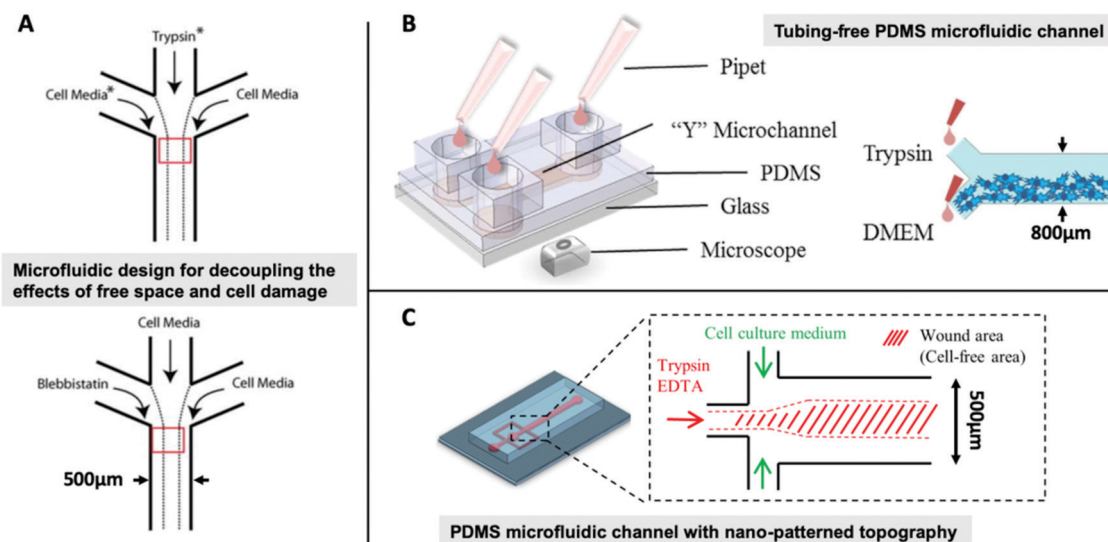 A
Trypsin*
Cell Media*
Cell Media
Microfluidic design for decoupling the
effects of free space and cell damage
Cell Media
Blebbistatin
Cell Media
500μm
B
Tubing-free PDMS microfluidic channel
Pipet
“Y” Microchannel
PDMS
Glass
Microscope
Trypsin
DMEM
800μm
C
Cell culture medium
Trypsin
EDTA
Wound area
(Cell-free area)
500μm
PDMS microfluidic channel with nano-patterned topography